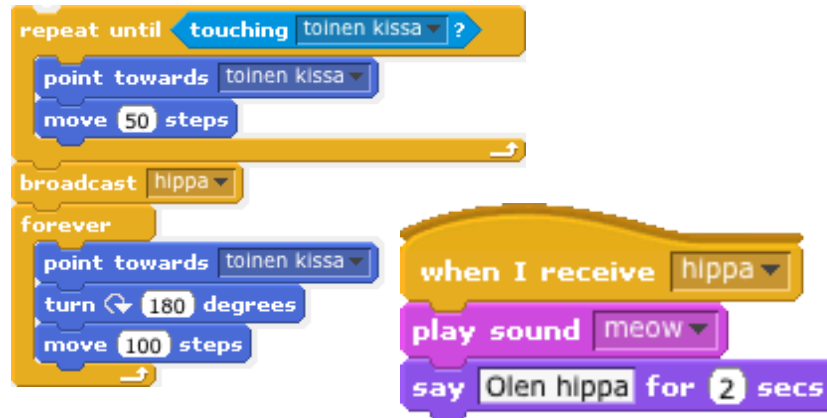 repeat until touching toinen kissa ?
point towards toinen kissa
move 50 steps
broadcast hippa
forever
point towards toinen kissa
turn 180 degrees
move 100 steps
when I receive hippa
play sound meow
say Olen hippa for 2 secs